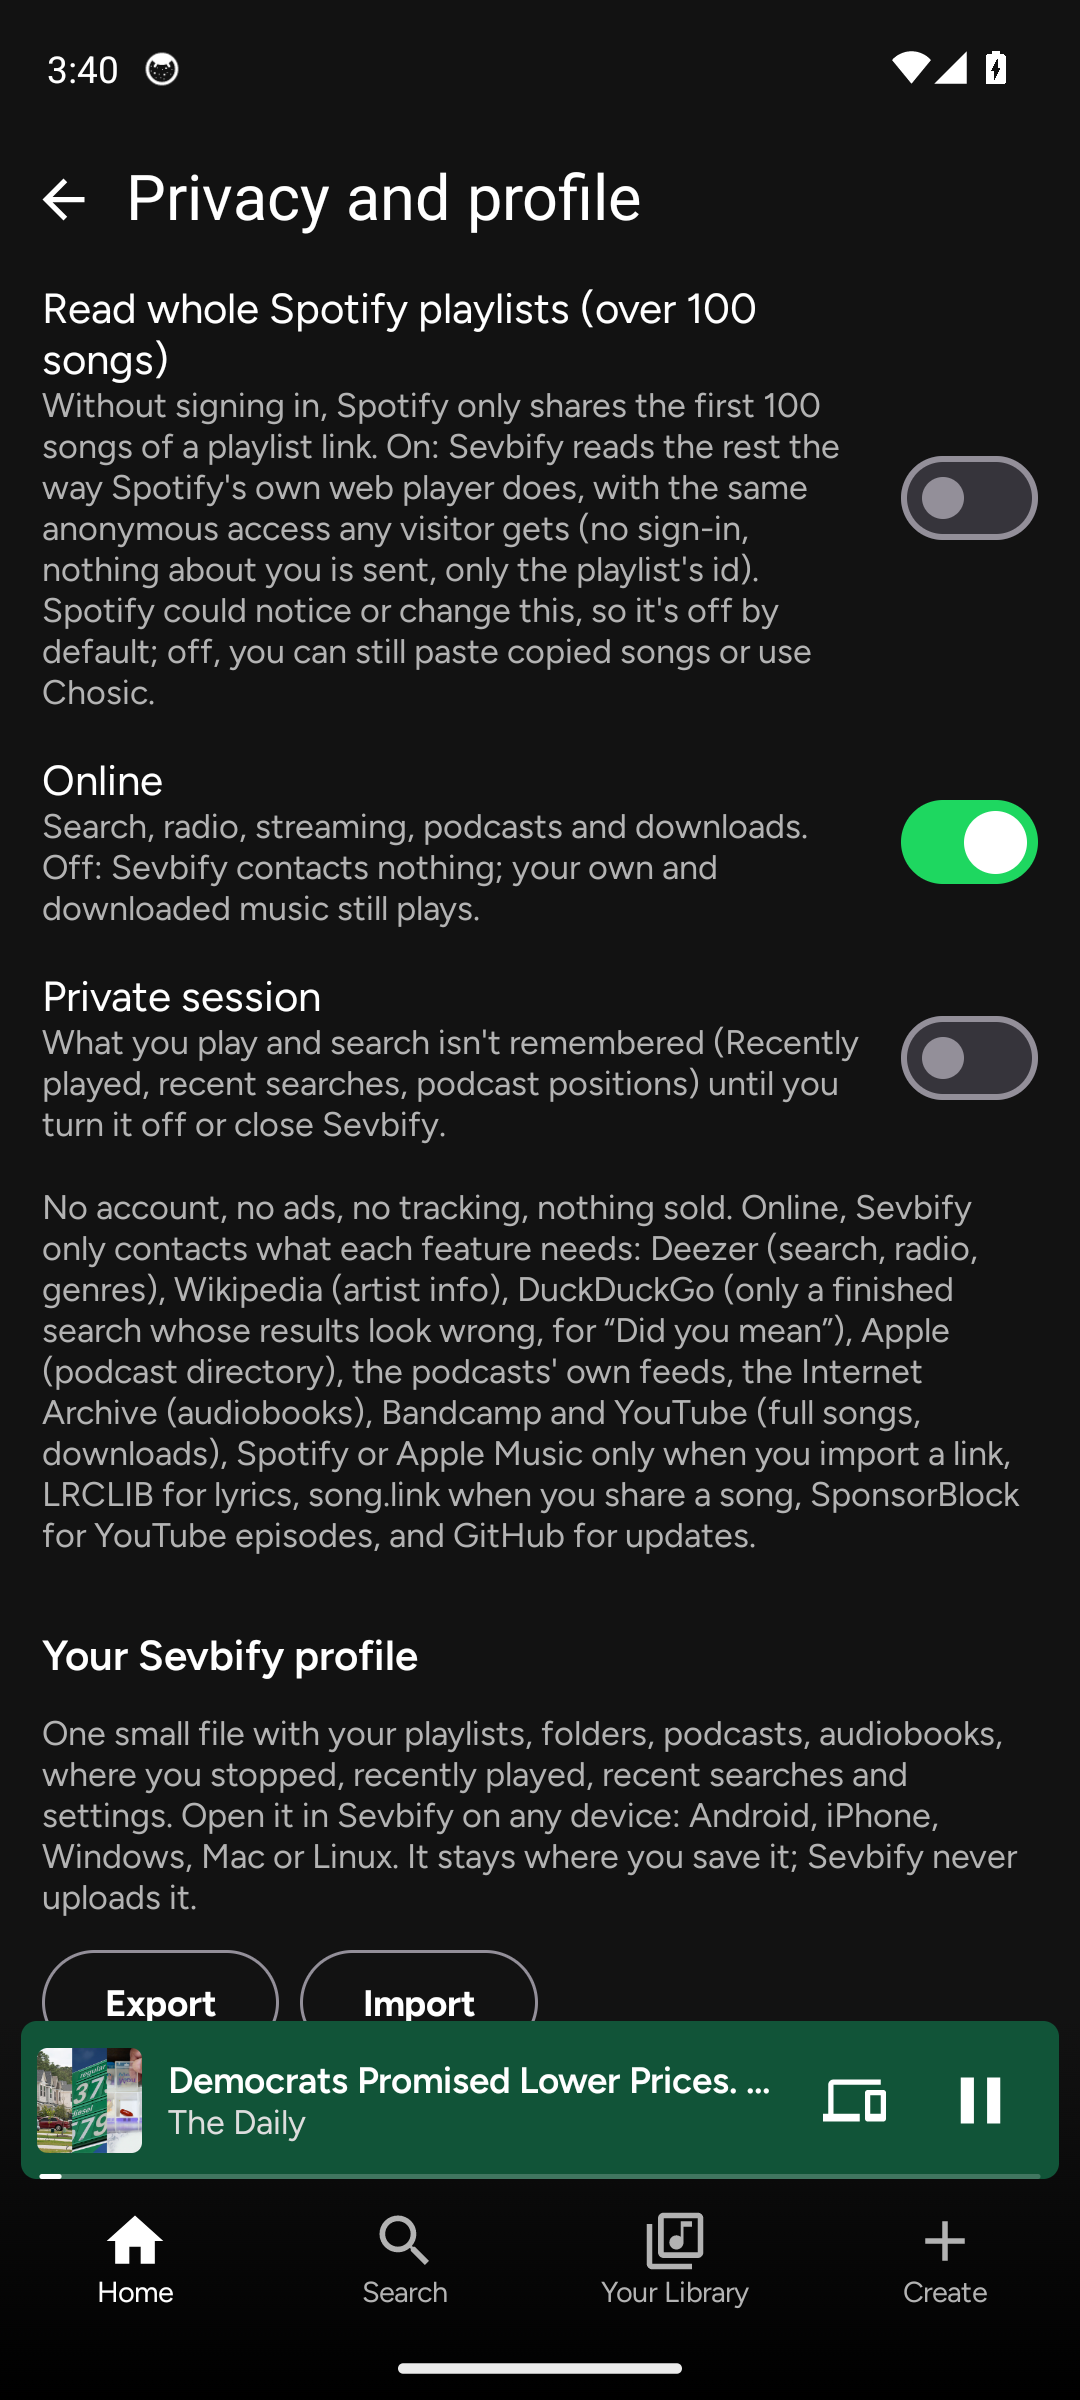 3:40
Privacy and profile
Read whole Spotify playlists (over 100
songs)
Without signing in, Spotify only shares the first 100
songs of a playlist link. On: Sevbify reads the rest the
way Spotify's own web player does, with the same
anonymous access any visitor gets (no sign-in,
nothing about you is sent, only the playlist's id).
Spotify could notice or change this, so it's off by
default; off, you can still paste copied songs or use
Chosic.
Online
Search, radio, streaming, podcasts and downloads.
Off: Sevbify contacts nothing; your own and
downloaded music still plays.
Private session
What you play and search isn't remembered (Recently
played, recent searches, podcast positions) until you
turn it off or close Sevbify.
No account, no ads, no tracking, nothing sold. Online, Sevbify
only contacts what each feature needs: Deezer (search, radio,
genres), Wikipedia (artist info), DuckDuckGo (only a finished
search whose results look wrong, for “Did you mean”), Apple
(podcast directory), the podcasts' own feeds, the Internet
Archive (audiobooks), Bandcamp and YouTube (full songs,
downloads), Spotify or Apple Music only when you import a link,
LRCLIB for lyrics, song.link when you share a song, SponsorBlock
for YouTube episodes, and GitHub for updates.
Your Sevbify profile
One small file with your playlists, folders, podcasts, audiobooks,
where you stopped, recently played, recent searches and
settings. Open it in Sevbify on any device: Android, iPhone,
Windows, Mac or Linux. It stays where you save it; Sevbify never
uploads it.
Export Import
Democrats Promised Lower Prices. ...
The Daily
Home Search Your Library Create